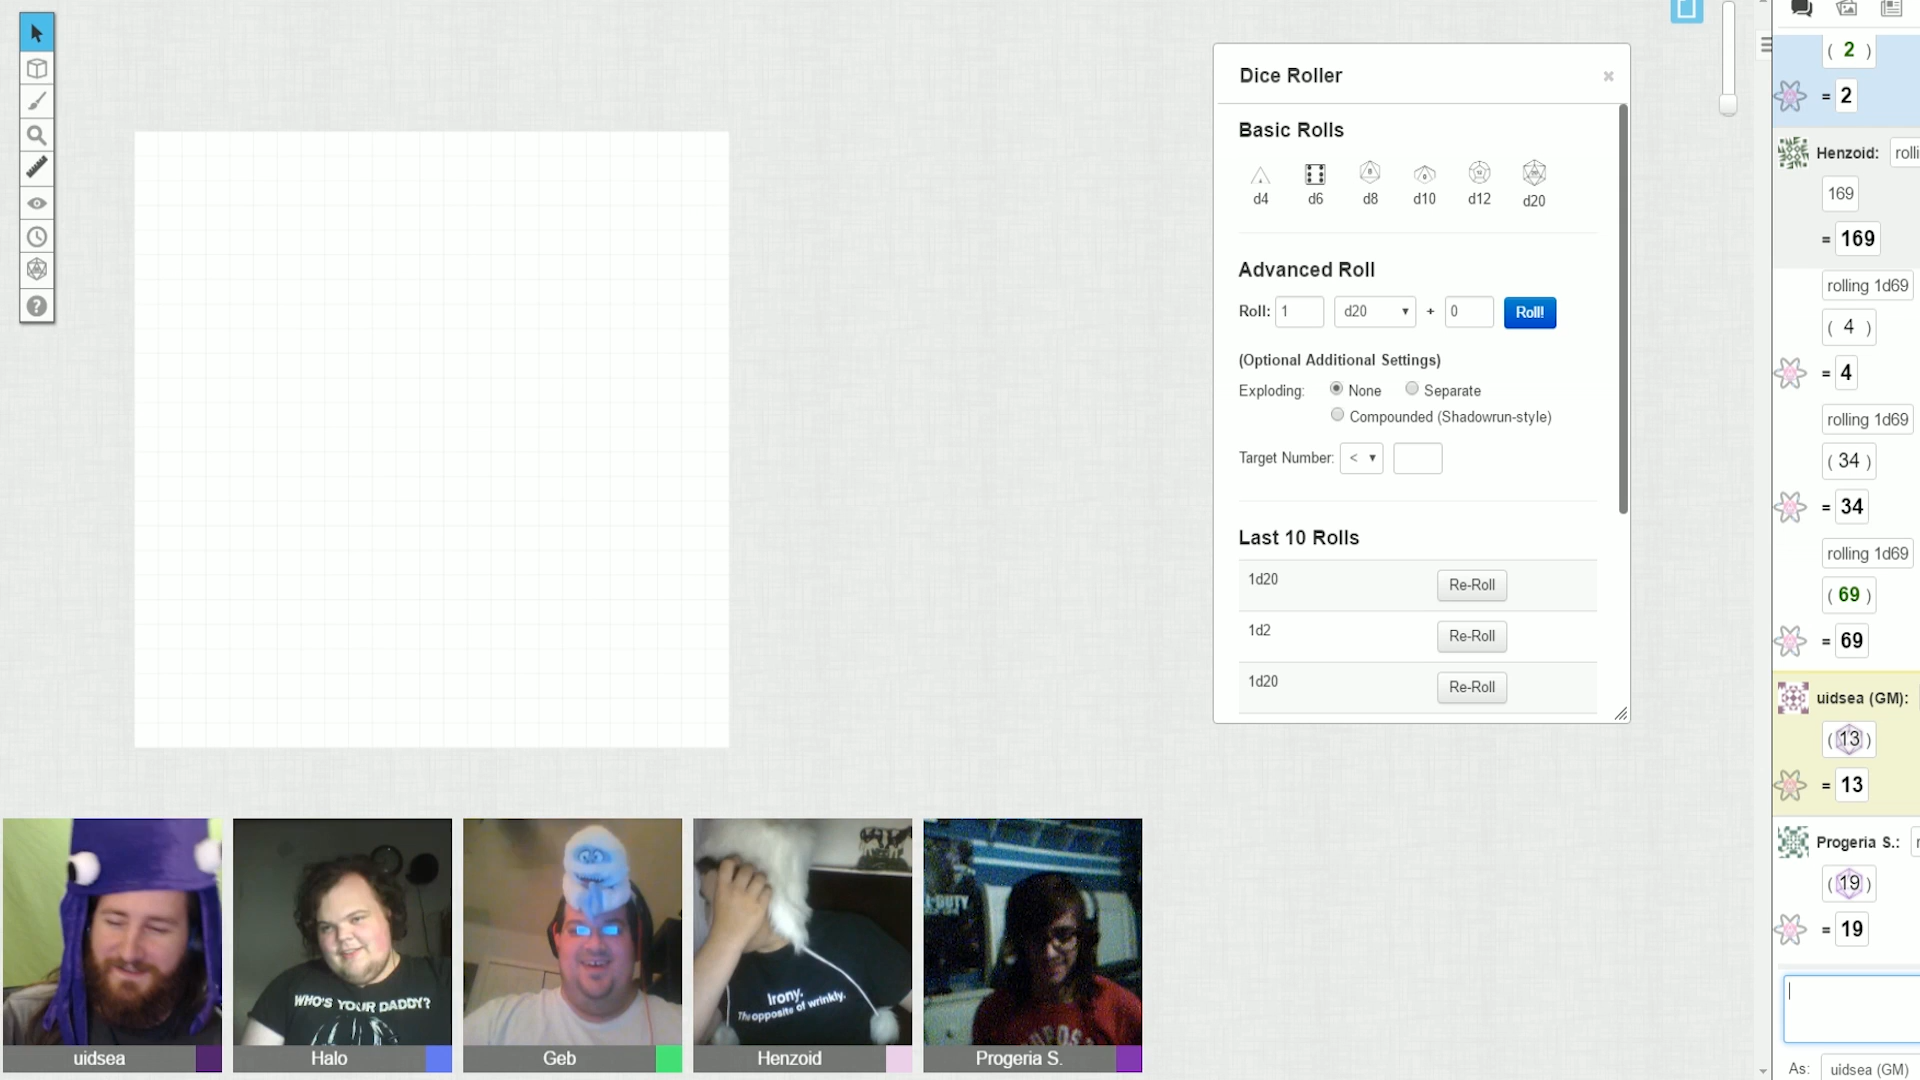 Dice Roller
×
Basic Rolls
d4
d6
d8
d10
d12
d20
Advanced Roll
Roll: 1 d20 + 0 Roll!
(Optional Additional Settings)
Exploding: None Separate
Compounded (Shadowrun-style)
Target Number: <
Last 10 Rolls
1d20 Re-Roll
1d2 Re-Roll
1d20 Re-Roll
( 2 )
= 2
Henzoid: rolli
169
= 169
rolling 1d69
( 4 )
= 4
rolling 1d69
( 34 )
= 34
rolling 1d69
( 69 )
= 69
uidsea (GM):
( 13 )
= 13
Progeria S.:
( 19 )
= 19
As: uidsea (GM)
WHO'S YOUR DADDY?
Irony.
The opposite of wrinkly.
uidsea
Halo
Geb
Henzoid
Progeria S.